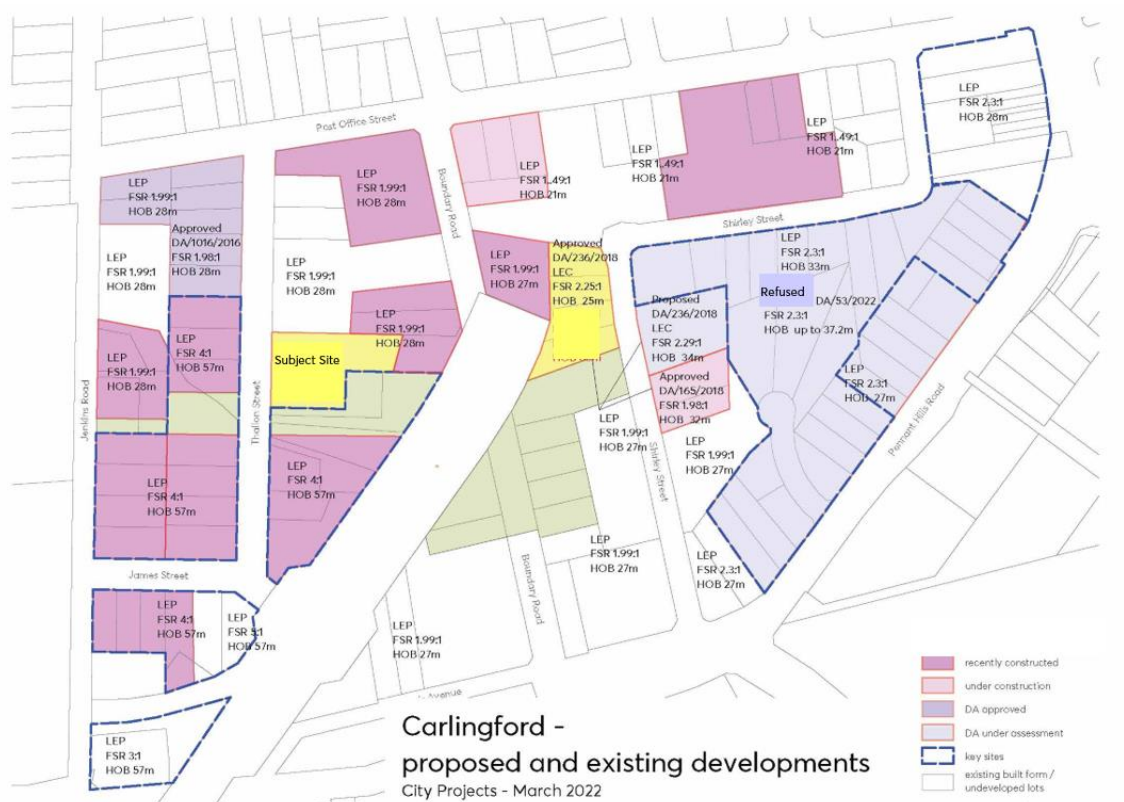 Post Office Street
LEP
FSR 1.99:1
HOB 28m
Approved
DA/1016/2016
FSR 1.98:1
HOB 28m
LEP
FSR 1.99:1
HOB 28m
LEP
FSR 1.99:1
HOB 28m
LEP
FSR 1.99:1
HOB 28m
LEP
FSR 1.99:1
HOB 28m
Boundary Road
LEP
FSR 1..49:1
HOB 21m
LEP
FSR 1..49:1
HOB 21m
LEP
FSR 1..49:1
HOB 21m
LEP
FSR 2.3:1
HOB 28m
Shirley Street
LEP
FSR 1.99:1
HOB 27m
Approved
DA/236/2018
LEC
FSR 2.25:1
HOB 25m
LEP
FSR 2.3:1
HOB 33m
Refused
DA/53/2022
FSR 2.3:1
HOB up to 37.2m
Proposed
DA/236/2018
LEC
FSR 2.29:1
HOB 34m
Approved
DA/165/2018
FSR 1.98:1
HOB 32m
LEP
FSR 2.3:1
HOB 27m
Pennant Hills Road
Jenkins Road
LEP
FSR 1.99:1
HOB 28m
LEP
FSR 4:1
HOB 57m
Thallon Street
Subject Site
LEP
FSR 1.99:1
HOB 27m
LEP
FSR 1.99:1
HOB 27m
Shirley Street
LEP
FSR 4:1
HOB 57m
LEP
FSR 4:1
HOB 57m
LEP
FSR 1.99:1
HOB 27m
LEP
FSR 2.3:1
HOB 27m
Boundary Road
James Street
LEP
FSR 4:1
HOB 57m
LEP
FSR 5:1
HOB 57m
LEP
FSR 1.99:1
HOB 27m
Avenue
LEP
FSR 3:1
HOB 57m
Carlingford -
proposed and existing developments
City Projects - March 2022
recently constructed
under construction
DA approved
DA under assessment
key sites
existing built form /
undeveloped lots